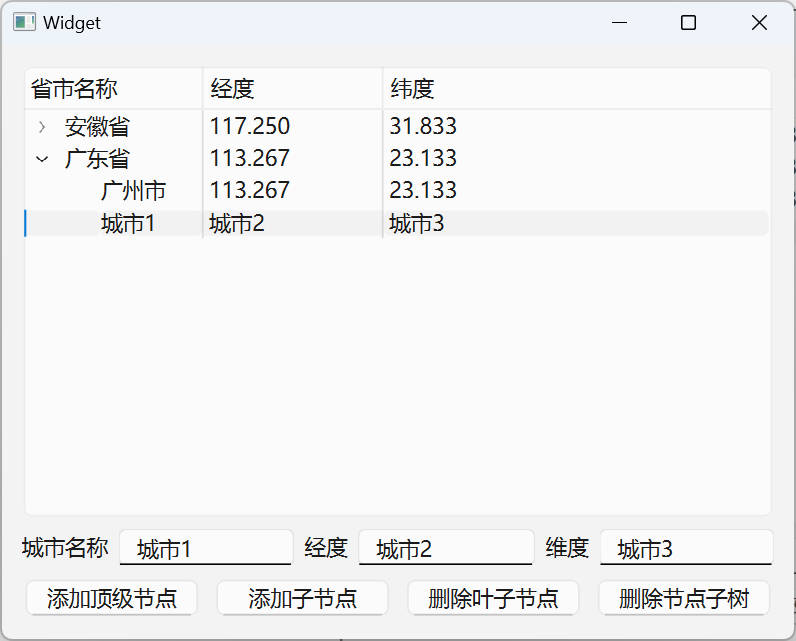 Widget
省市名称 经度 纬度
安徽省 117.250 31.833
广东省 113.267 23.133
广州市 113.267 23.133
城市1 城市2 城市3
城市名称 城市1 经度 城市2 维度 城市3
添加顶级节点 添加子节点 删除叶子节点 删除节点子树